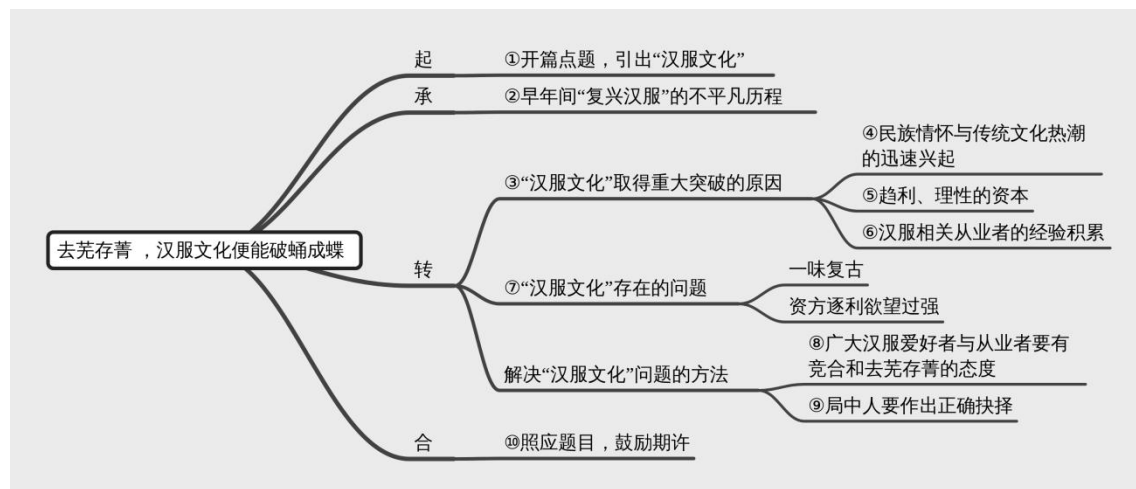 起
①开篇点题，引出“汉服文化”
承
②早年间“复兴汉服”的不平凡历程
④民族情怀与传统文化热潮
的迅速兴起
③“汉服文化”取得重大突破的原因
⑤趋利、理性的资本
⑥汉服相关从业者的经验积累
去芜存菁 ，汉服文化便能破蛹成蝶
转
⑦“汉服文化”存在的问题
一味复古
资方逐利欲望过强
解决“汉服文化”问题的方法
⑧广大汉服爱好者与从业者要有
竞合和去芜存菁的态度
⑨局中人要作出正确抉择
合
⑩照应题目，鼓励期许